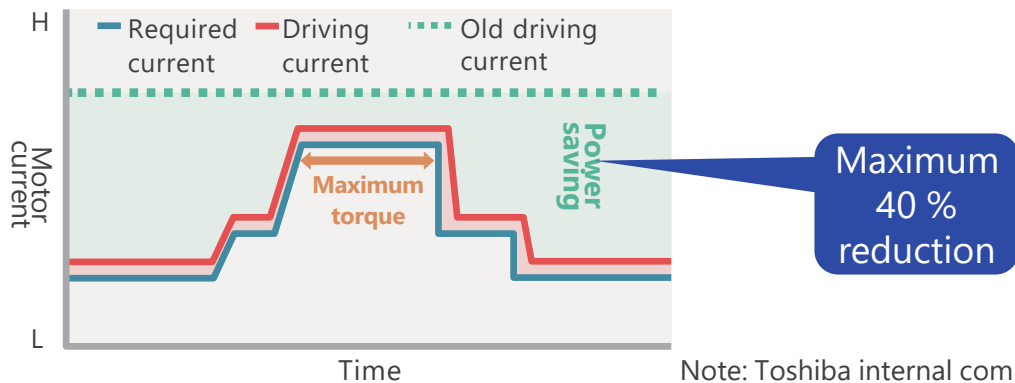 H
Required
current
Driving
current
Old driving
current
Motor
current
Power
saving
Maximum
torque
Maximum
40 %
reduction
L
Time
Note: Toshiba internal com